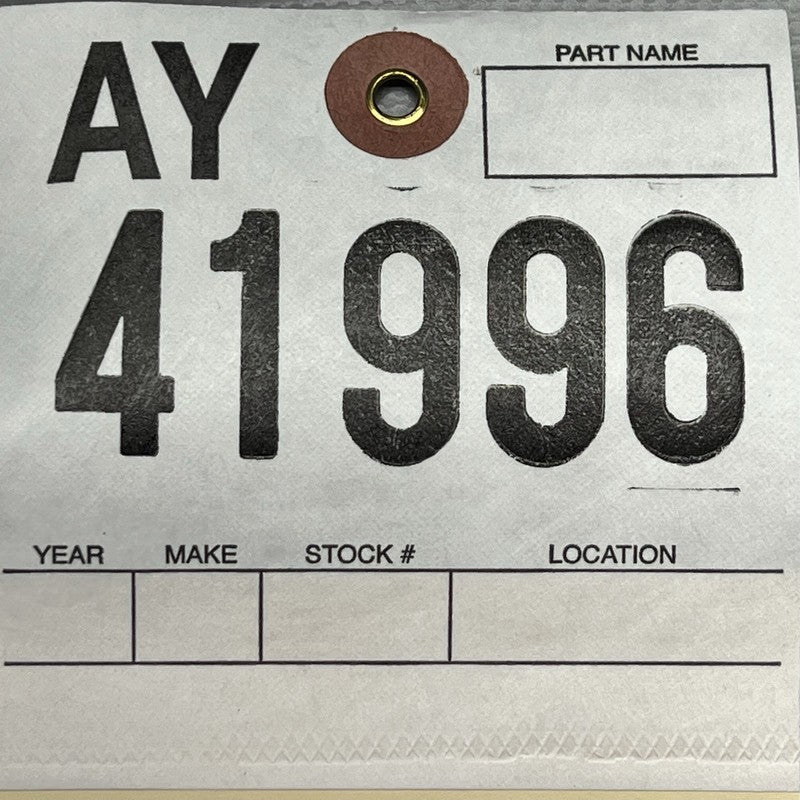 AY
PART NAME
41996
YEAR MAKE STOCK # LOCATION